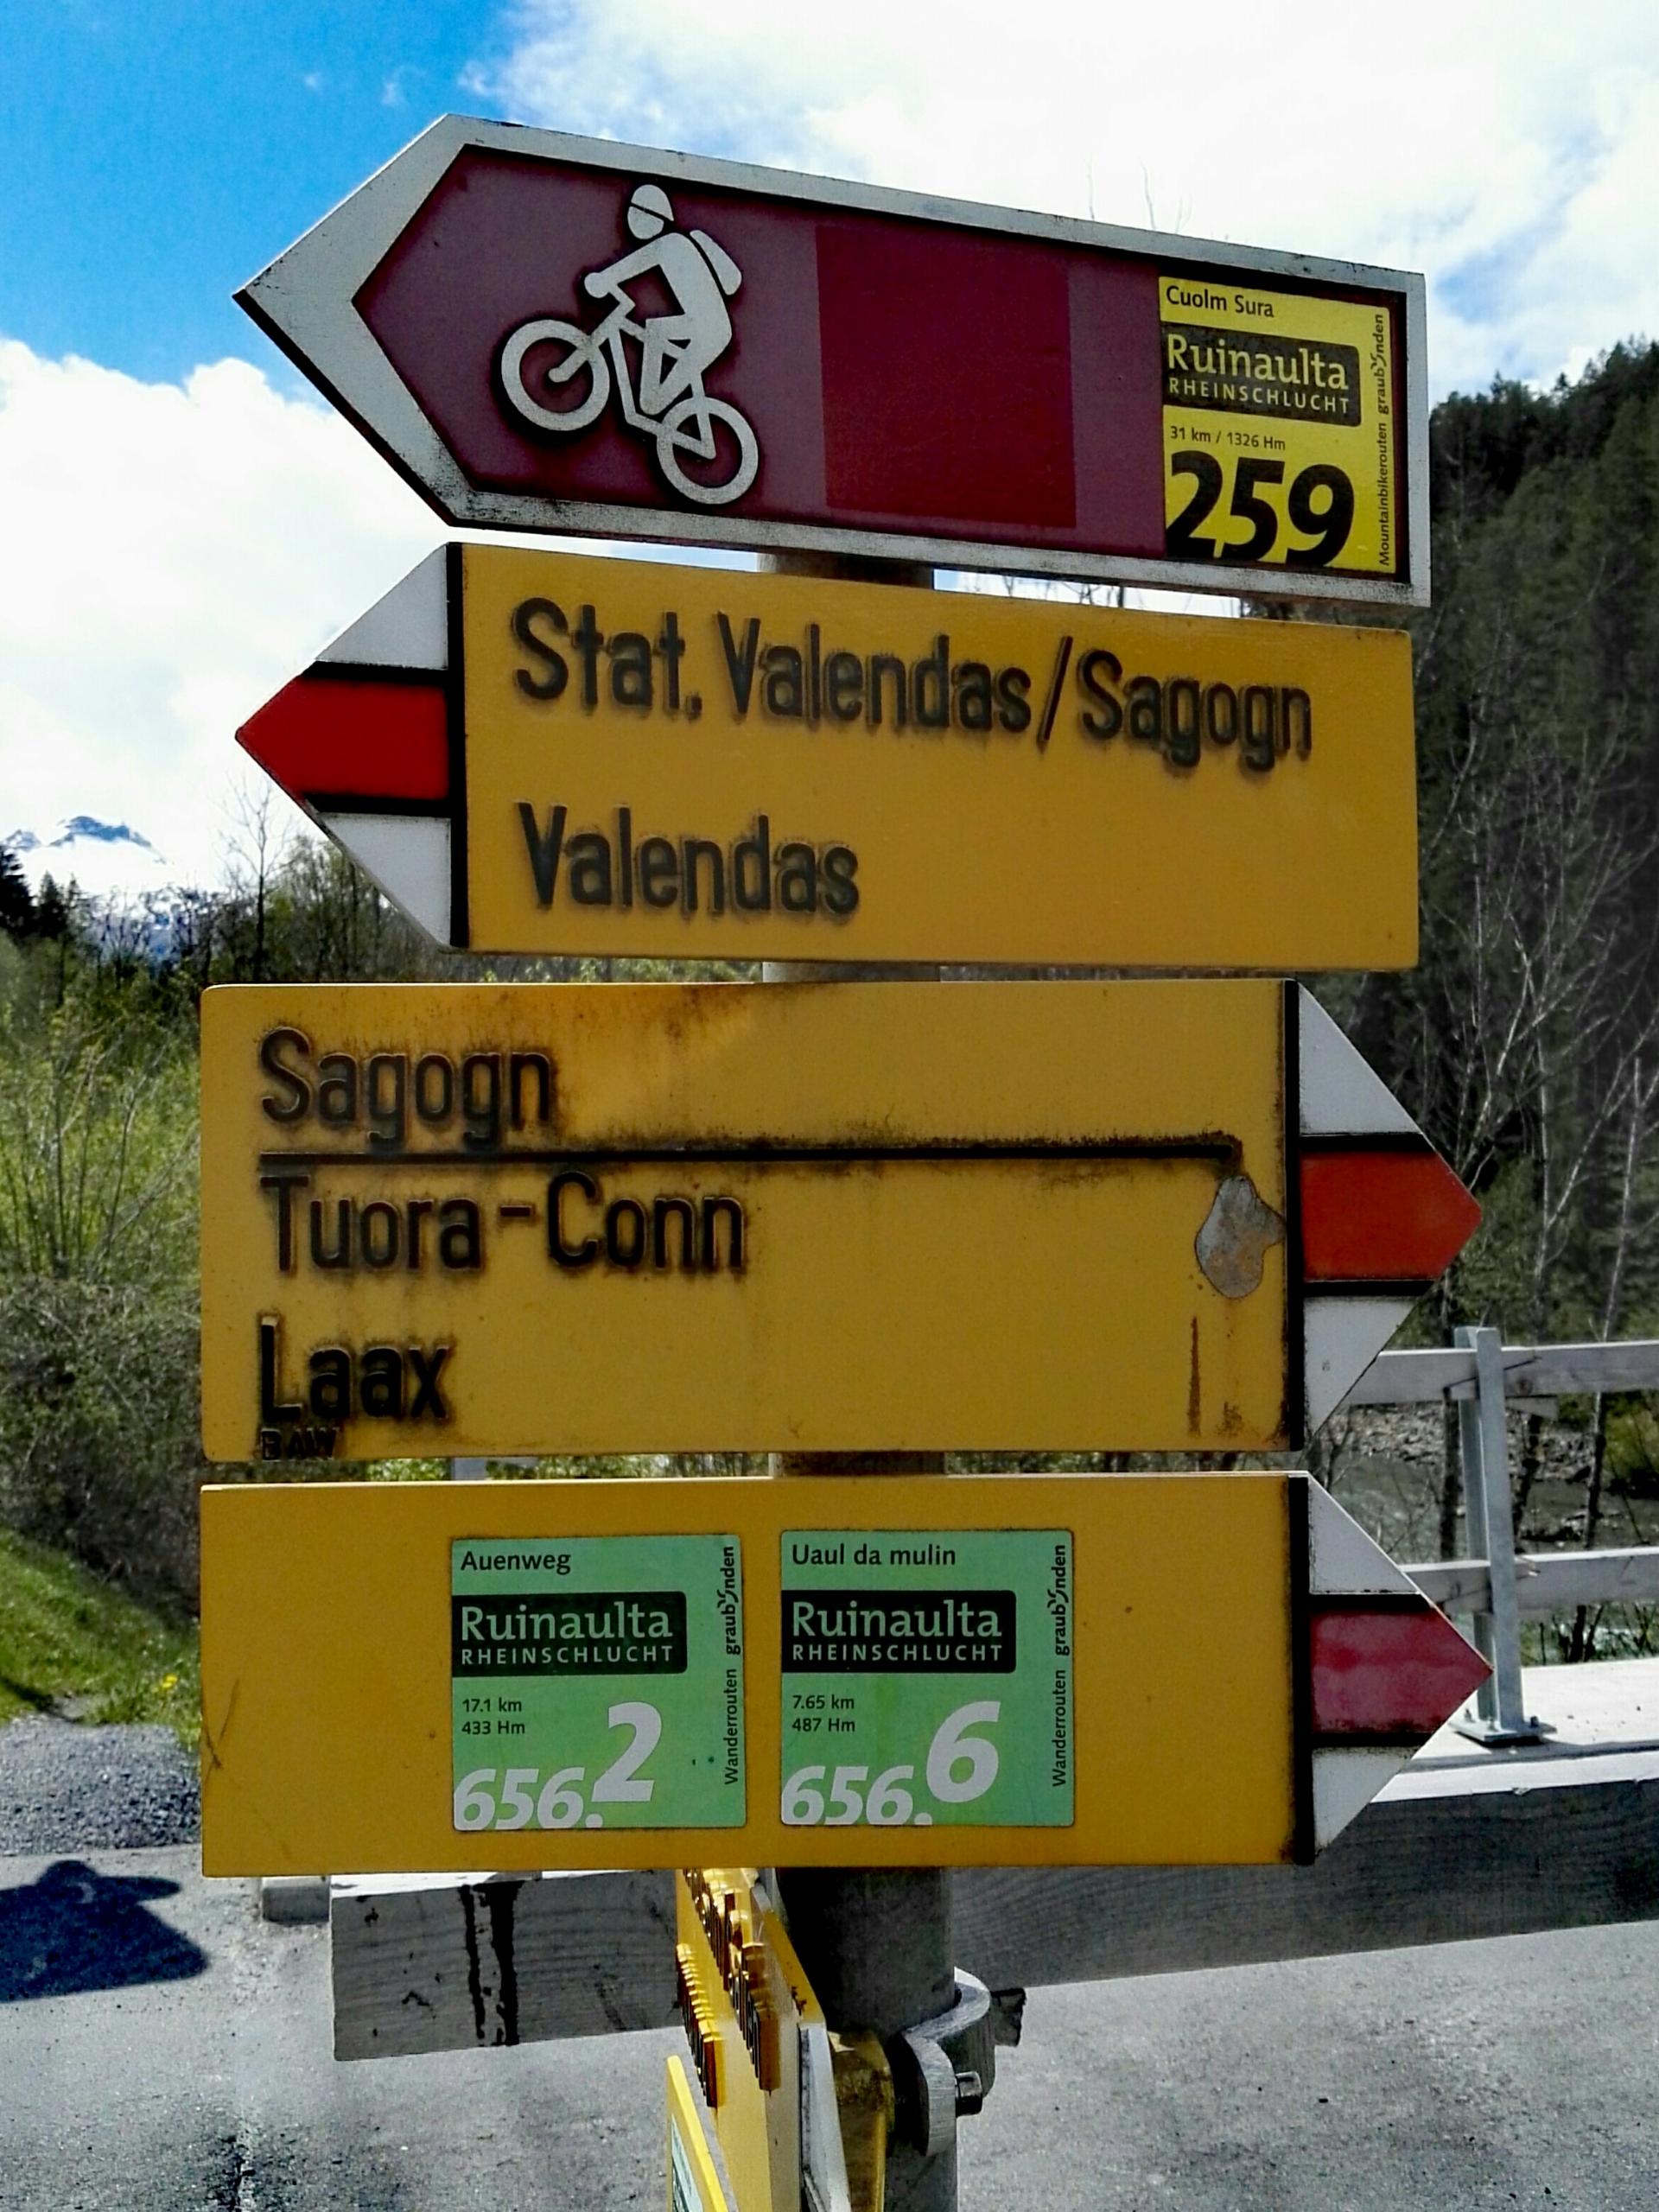 Cuolm Sura
Ruinaulta
RHEINSCHLUCHT
31 km / 1326 Hm
259
Mountainbikerouten graubünden
Stat. Valendas/Sagogn
Valendas
Sagogn
Tuora-Conn
Laax
BAW
Auenweg
Ruinaulta
RHEINSCHLUCHT
17.1 km
433 Hm
656.2
Wanderrouten graubünden
Uaul da mulin
Ruinaulta
RHEINSCHLUCHT
7.65 km
487 Hm
656.6
Wanderrouten graubünden